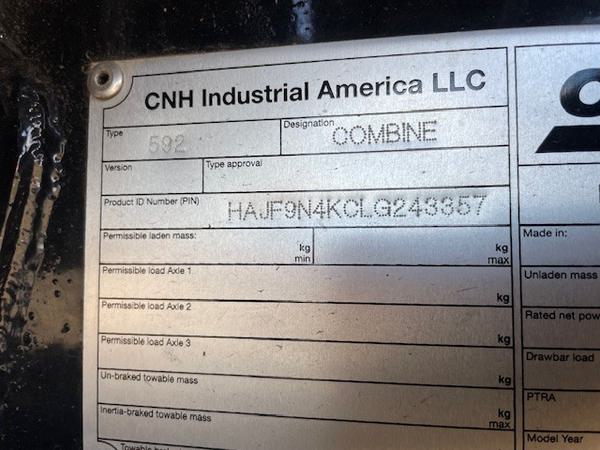 CNH Industrial America LLC
Type 592 Designation COMBINE
Version Type approval
Product ID Number (PIN) HAJF9N4KCLG243357
Permissible laden mass: kg min kg max
Made in:
Permissible load Axle 1 kg
Unladen mass
Permissible load Axle 2 kg
Rated net pow
Permissible load Axle 3 kg
Drawbar load
Un-braked towable mass kg
PTRA
Inertia-braked towable mass kg max
Model Year